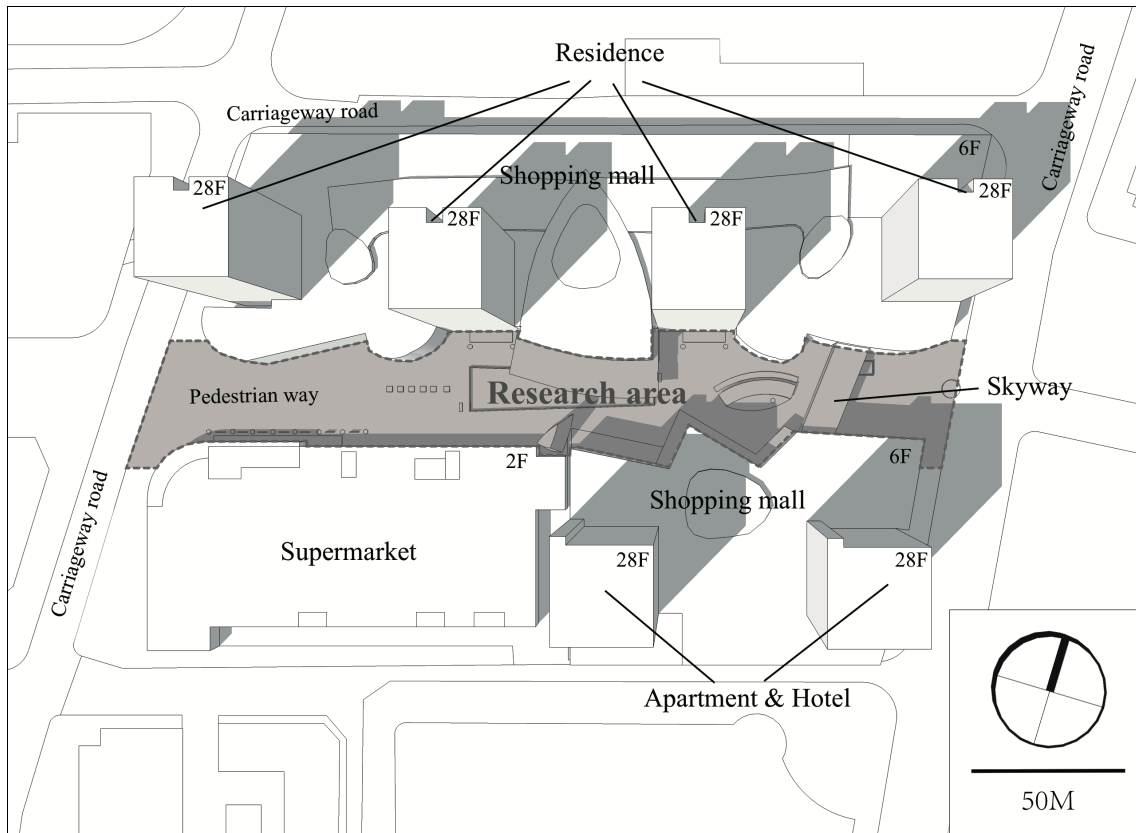 Residence
Carriageway road
Carriageway road
6F
Shopping mall
28F
28F
28F
28F
Pedestrian way
Research area
Skyway
2F
6F
Shopping mall
Supermarket
28F
28F
Carriageway road
Apartment & Hotel
50M